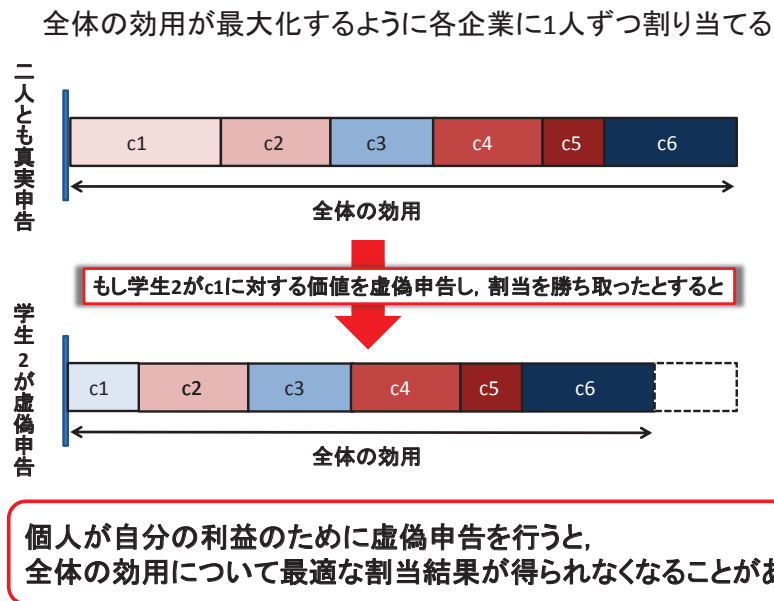 全体の効用が最大化するように各企業に1人ずつ割り当てる
二人とも真実申告
c1 c2 c3 c4 c5 c6
全体の効用
もし学生2がc1に対する価値を虚偽申告し,割当を勝ち取ったとすると
学生2が虚偽申告
c1 c2 c3 c4 c5 c6
全体の効用
個人が自分の利益のために虚偽申告を行うと,
全体の効用について最適な割当結果が得られなくなることがあ